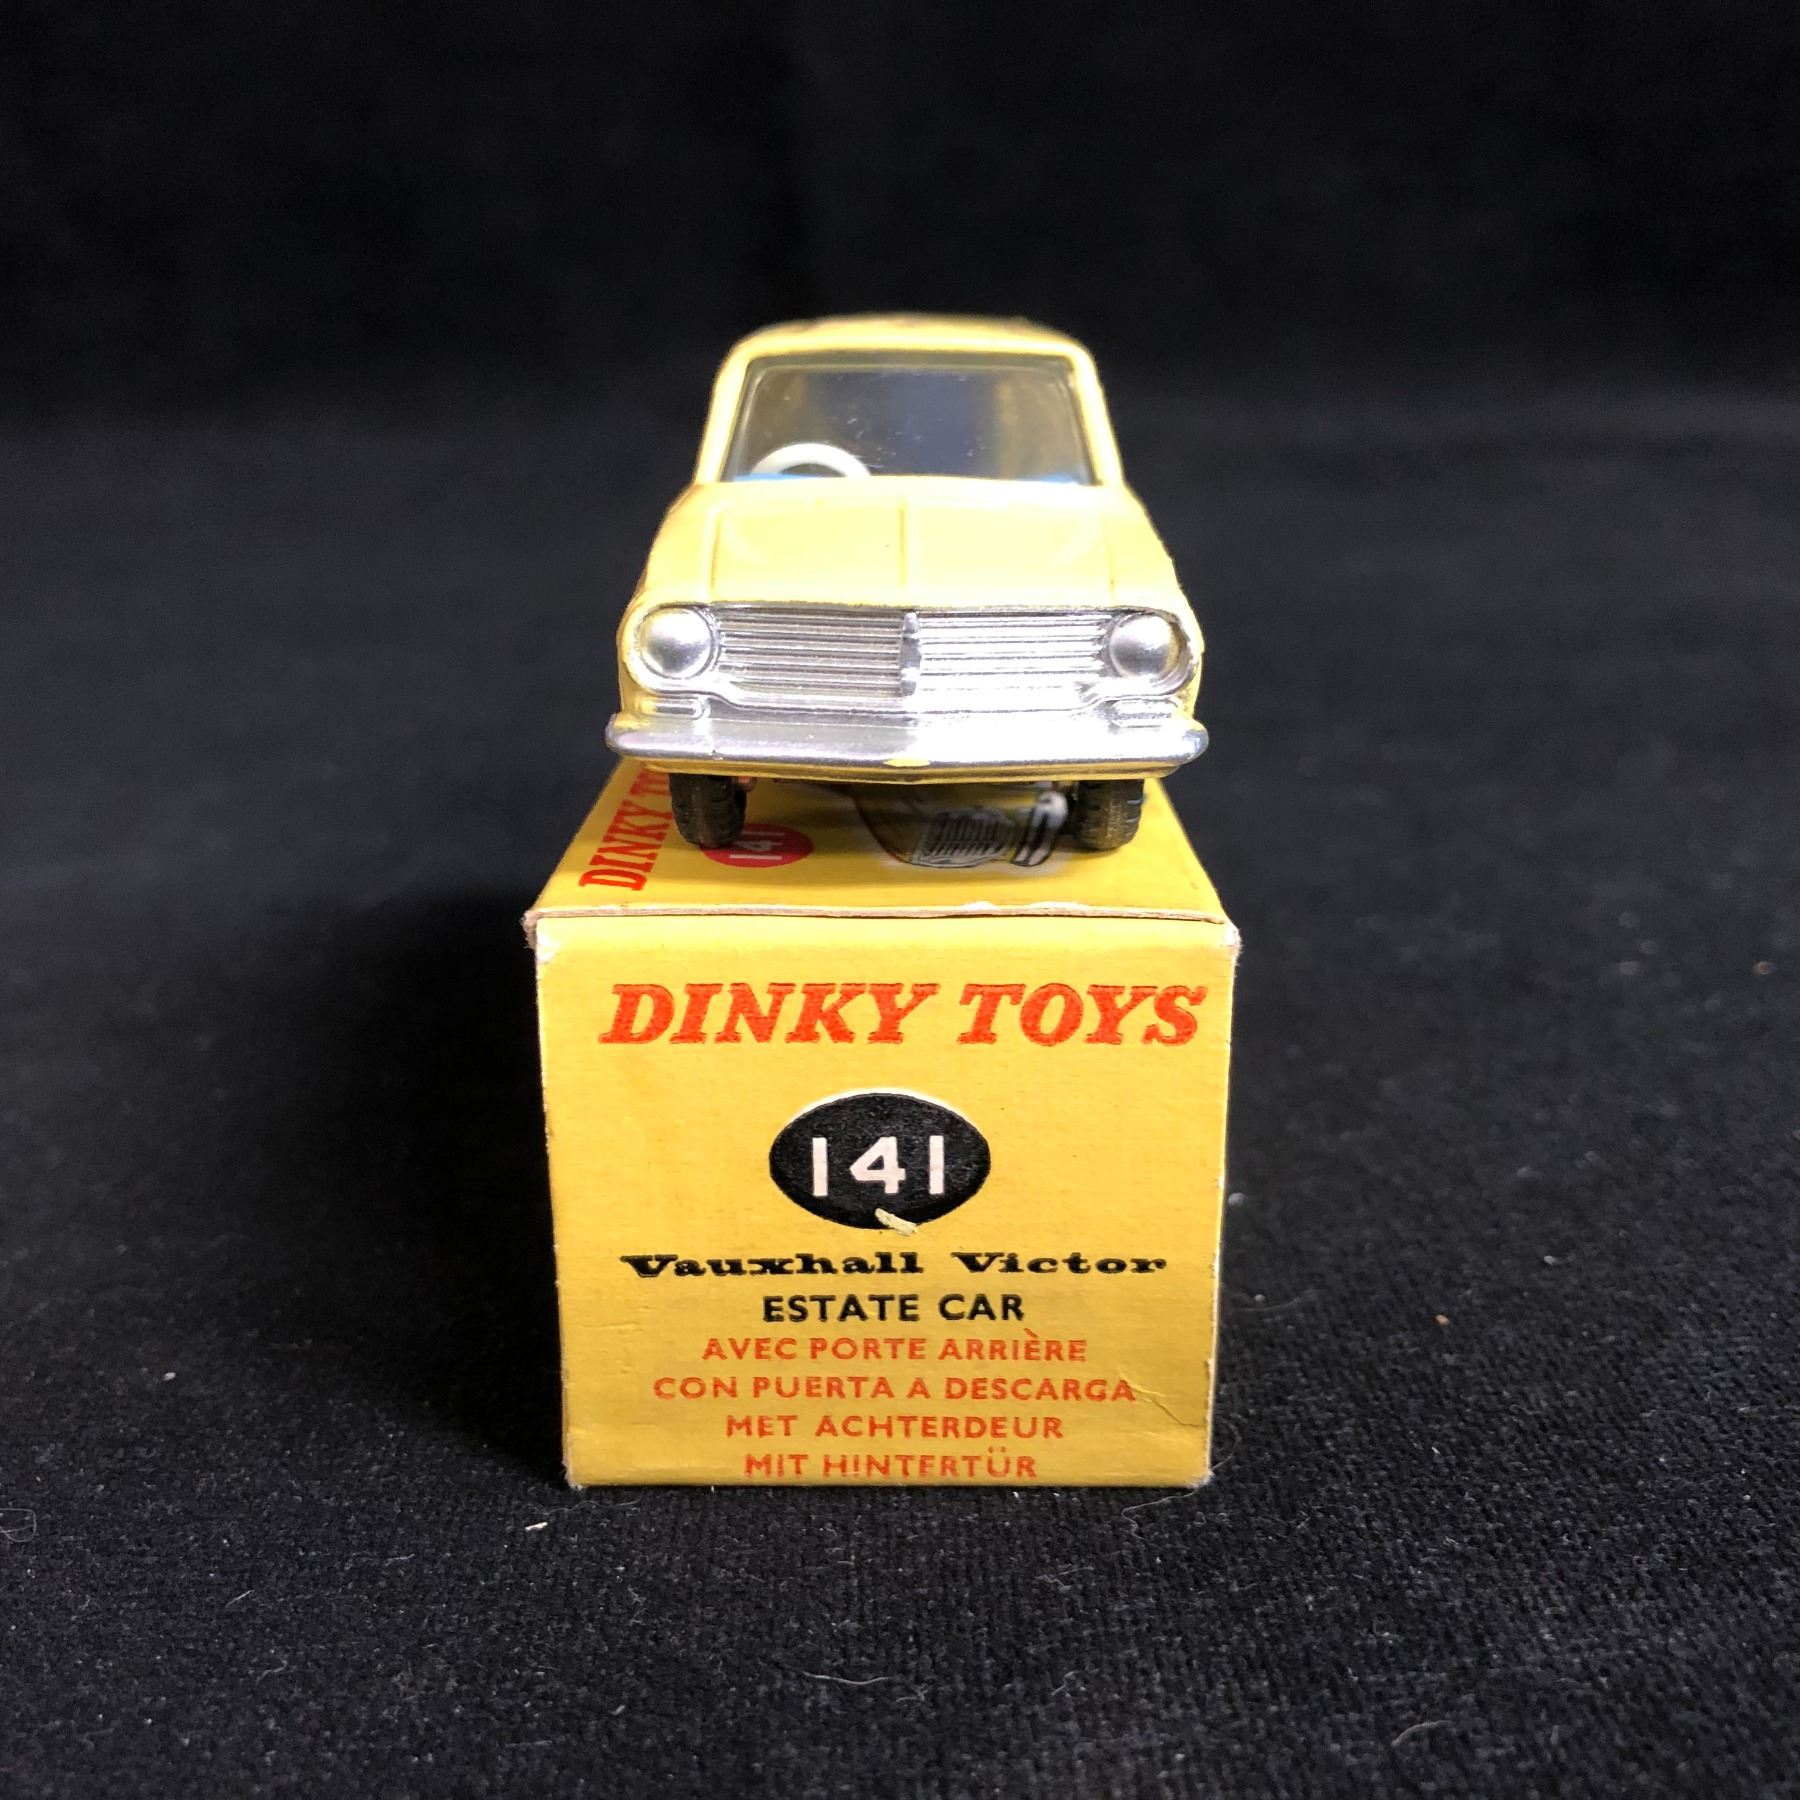 DINKY
141
DINKY TOYS
141
Vauxhall Victor
ESTATE CAR
AVEC PORTE ARRIÈRE
CON PUERTA A DESCARGA
MET ACHTERDEUR
MIT HINTERTÜR